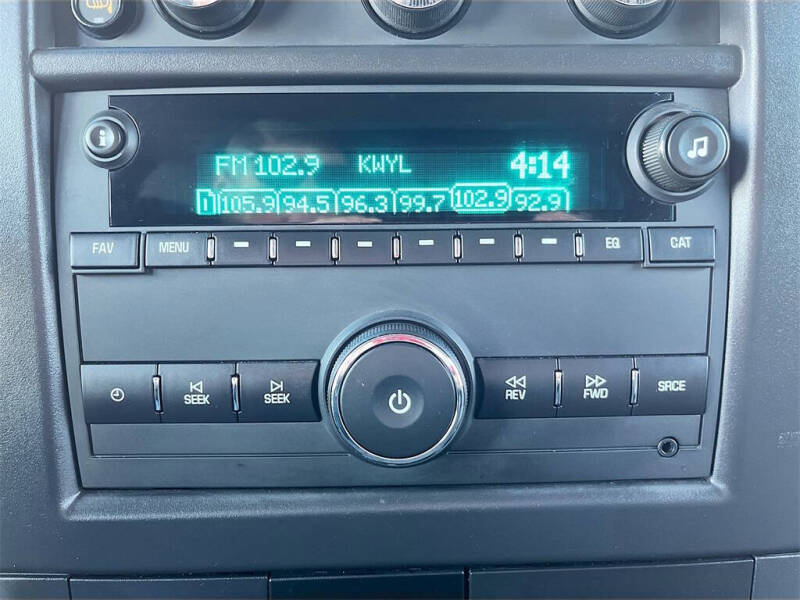 i
FM 102.9 KWYL 4:14
1 105.9 94.5 96.3 99.7 102.9 92.9
FAV MENU EQ CAT
SEEK SEEK REV FWD SRCE